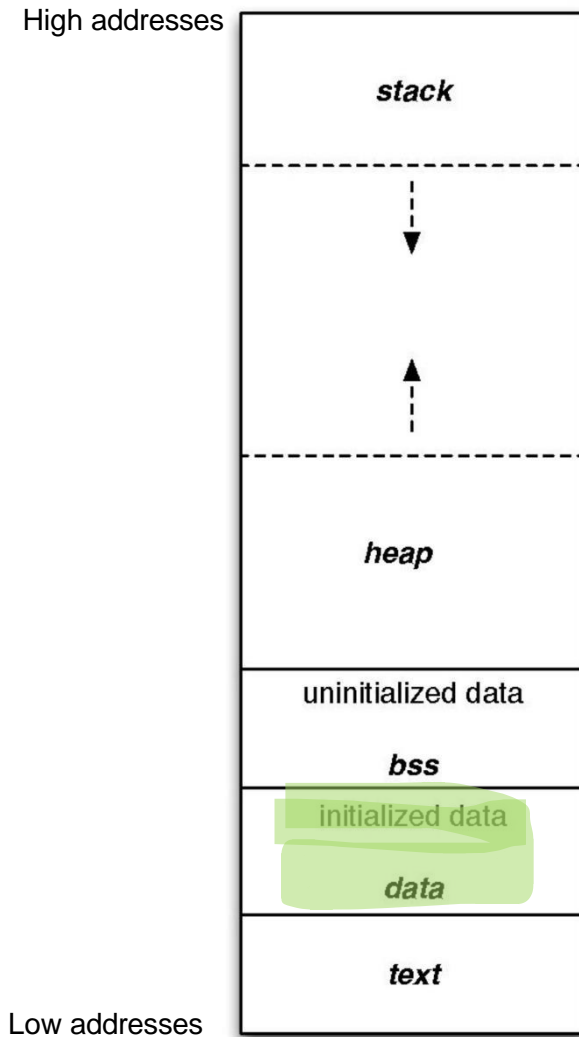 High addresses
stack
heap
uninitialized data
bss
initialized data
data
text
Low addresses